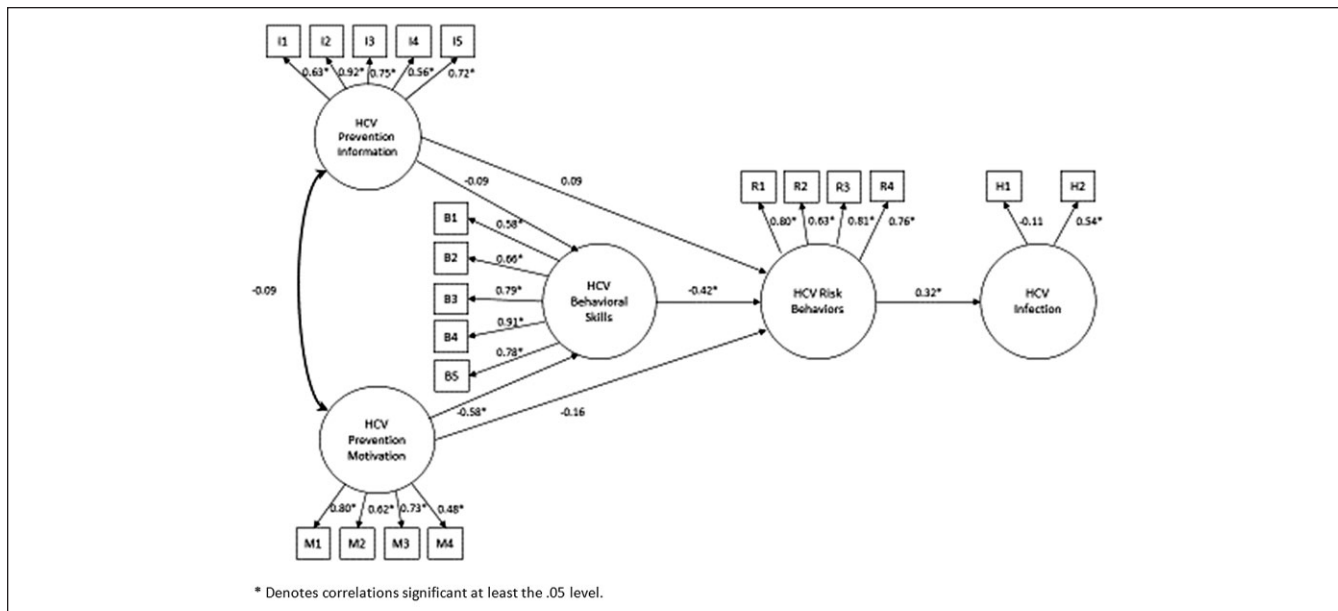 I1 I2 I3 I4 I5
0.63* 0.92* 0.75* 0.56* 0.72*
HCV
Prevention
Information
-0.09
0.09
-0.09
B1
0.58*
B2
0.66*
B3
0.79*
B4
0.91*
B5
0.78*
HCV
Behavioral
Skills
-0.42*
R1 R2 R3 R4
0.80* 0.63* 0.81* 0.76*
HCV Risk
Behaviors
0.32*
H1 H2
-0.11 0.54*
HCV
Infection
-0.58*
-0.16
HCV
Prevention
Motivation
0.80* 0.62* 0.73* 0.48*
M1 M2 M3 M4
* Denotes correlations significant at least the .05 level.